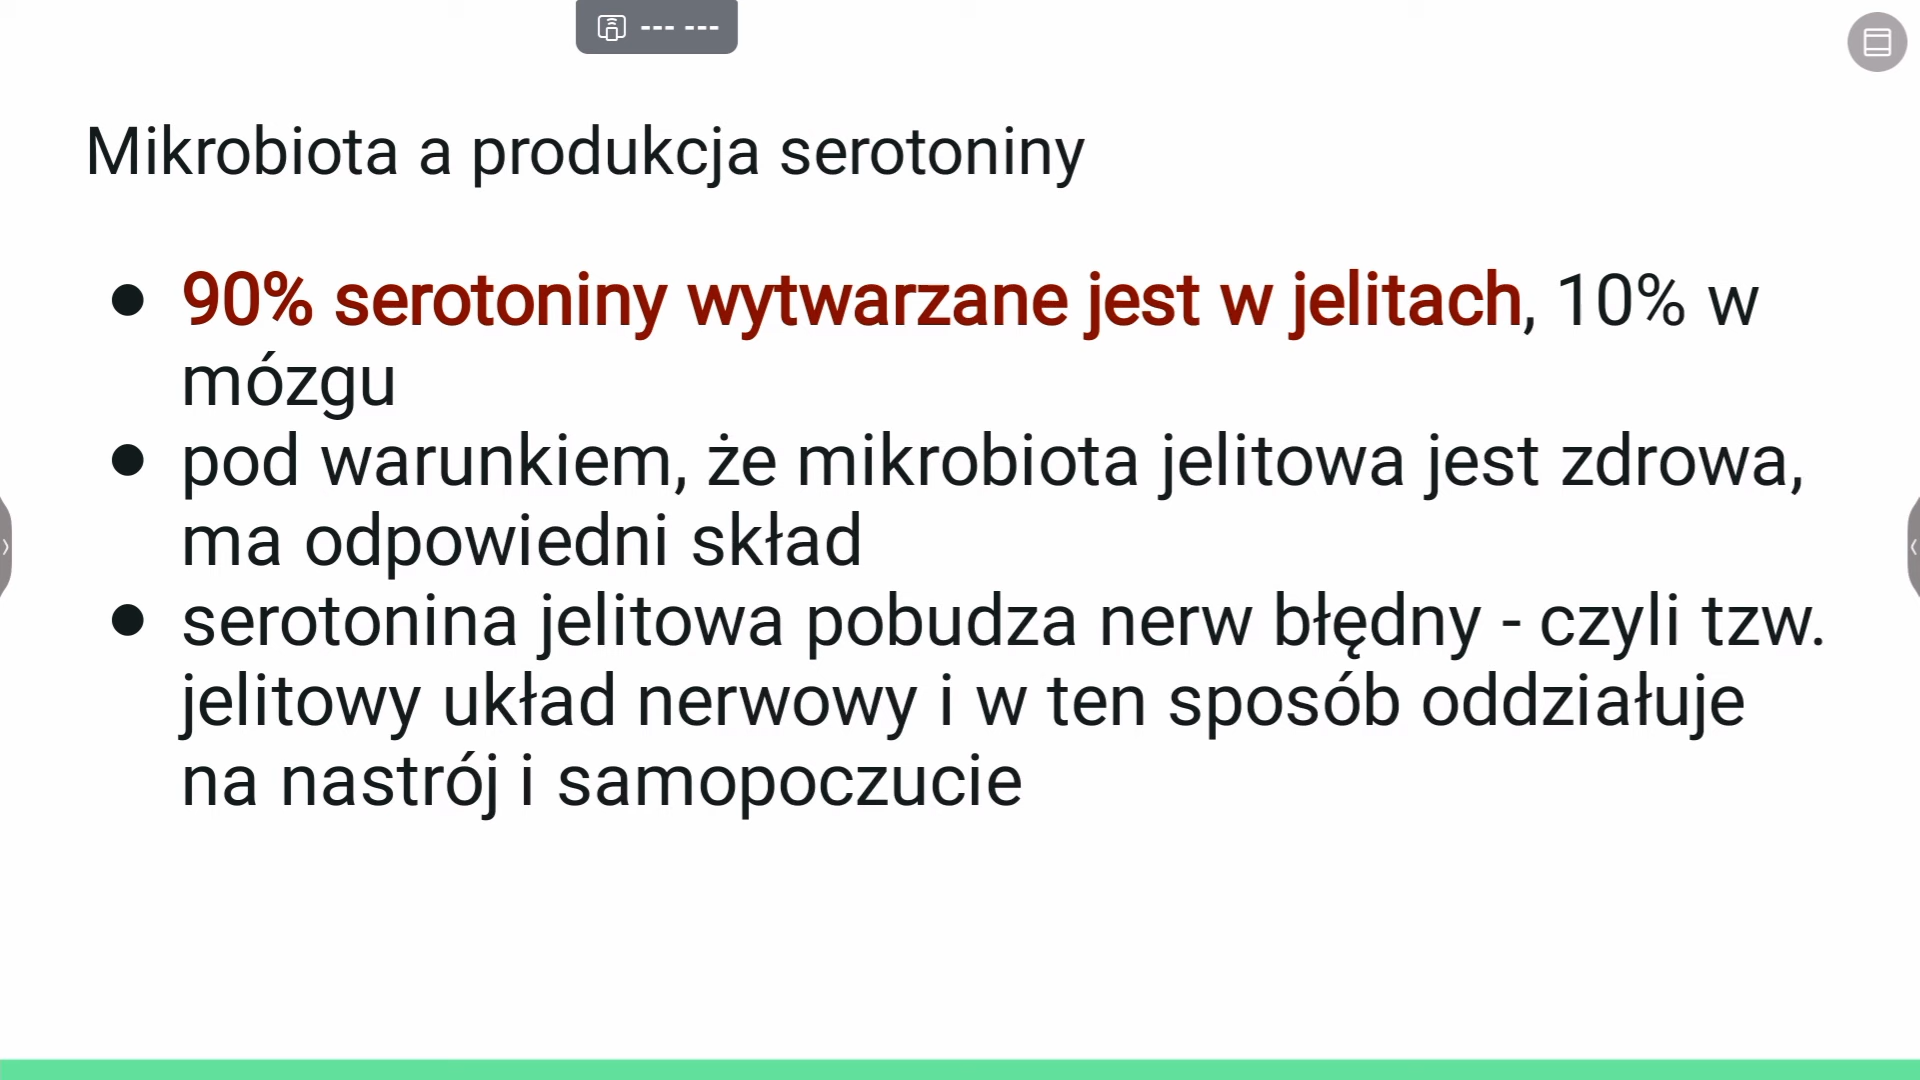 --- ---
Mikrobiota a produkcja serotoniny
● 90% serotoniny wytwarzane jest w jelitach, 10% w
mózgu
● pod warunkiem, że mikrobiota jelitowa jest zdrowa,
ma odpowiedni skład
● serotonina jelitowa pobudza nerw błędny - czyli tzw.
jelitowy układ nerwowy i w ten sposób oddziałuje
na nastrój i samopoczucie